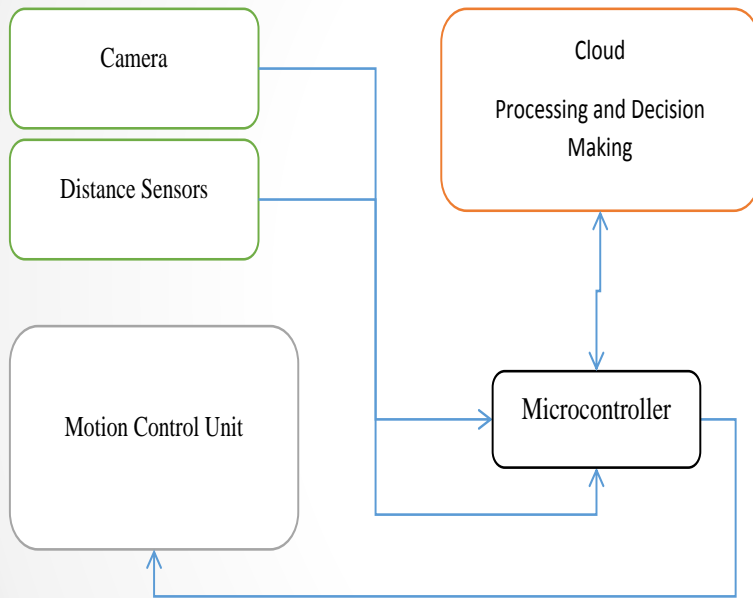 Camera
Cloud
Processing and Decision
Making
Distance Sensors
Motion Control Unit
Microcontroller